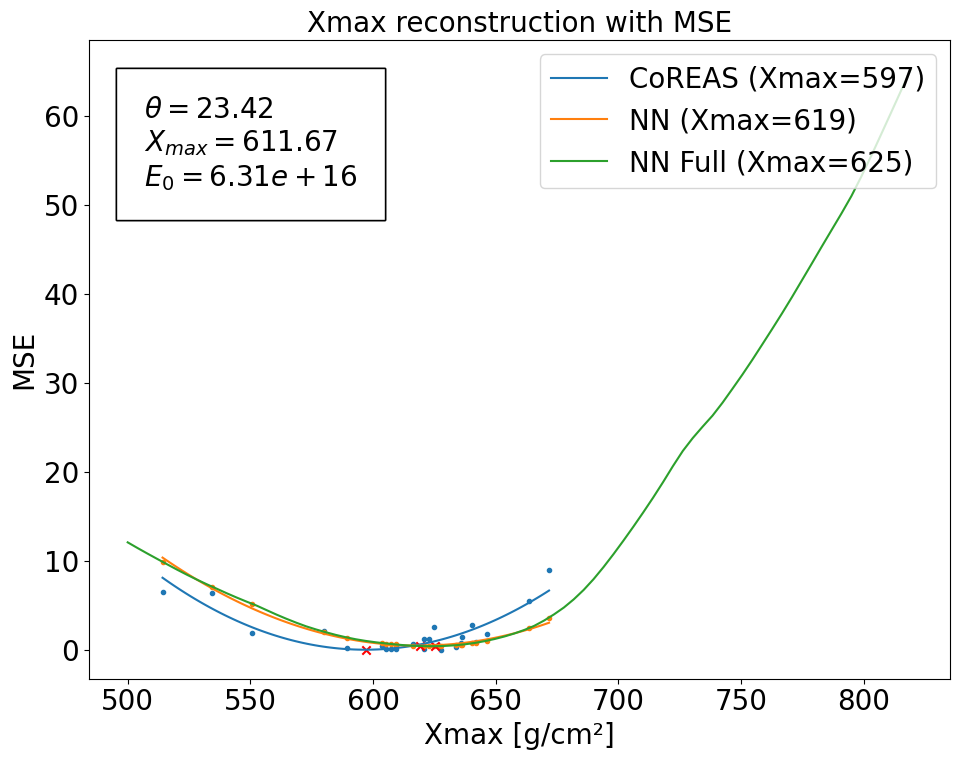 Xmax reconstruction with MSE
θ = 23.42
X_max = 611.67
E_0 = 6.31e + 16
CoREAS (Xmax=597)
NN (Xmax=619)
NN Full (Xmax=625)
MSE
60
50
40
30
20
10
0
500 550 600 650 700 750 800
Xmax [g/cm²]